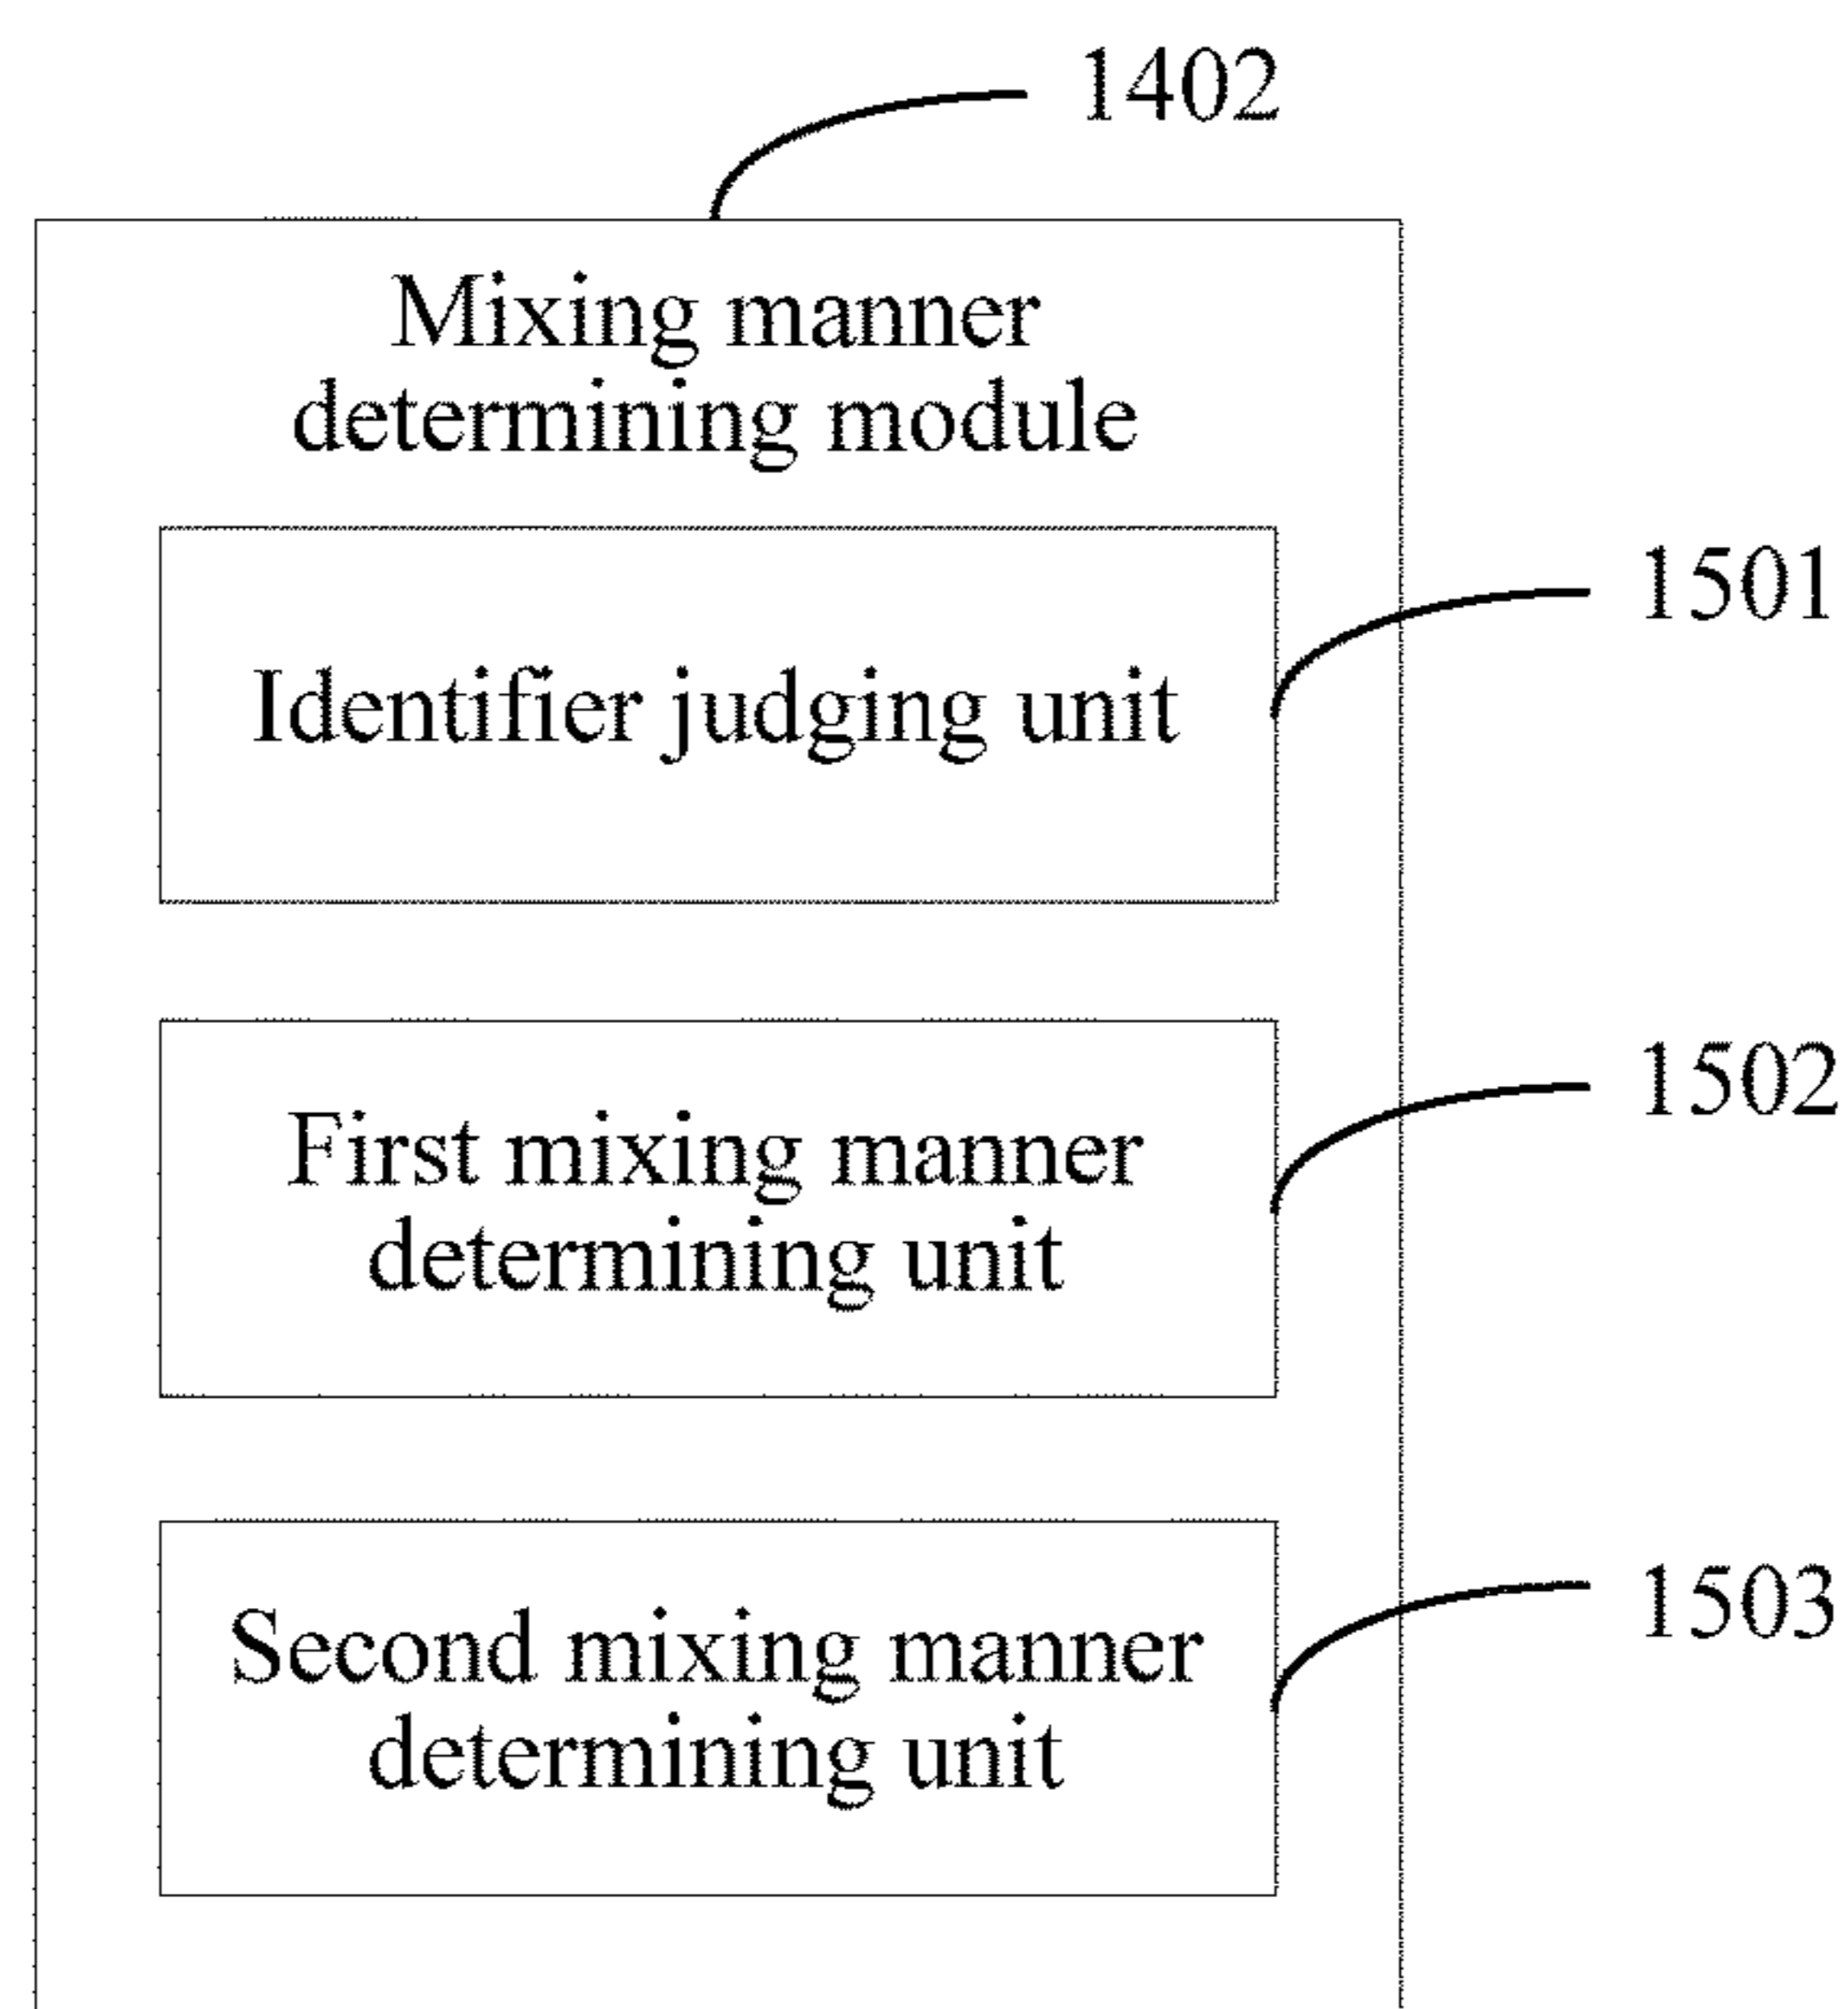 1402
Mixing manner
determining module
1501
Identifier judging unit
1502
First mixing manner
determining unit
1503
Second mixing manner
determining unit